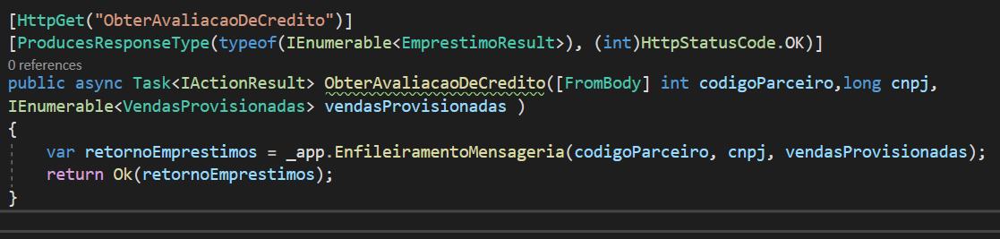 [HttpGet("ObterAvaliacaoDeCredito")]
[ProducesResponseType(typeof(IEnumerable<EmprestimoResult>), (int)HttpStatusCode.OK)]
0 references
public async Task<IActionResult> ObterAvaliacaoDeCredito([FromBody] int codigoParceiro,long cnpj,
IEnumerable<VendasProvisionadas> vendasProvisionadas )
{
    var retornoEmprestimos = _app.EnfileiramentoMensageria(codigoParceiro, cnpj, vendasProvisionadas);
    return Ok(retornoEmprestimos);
}